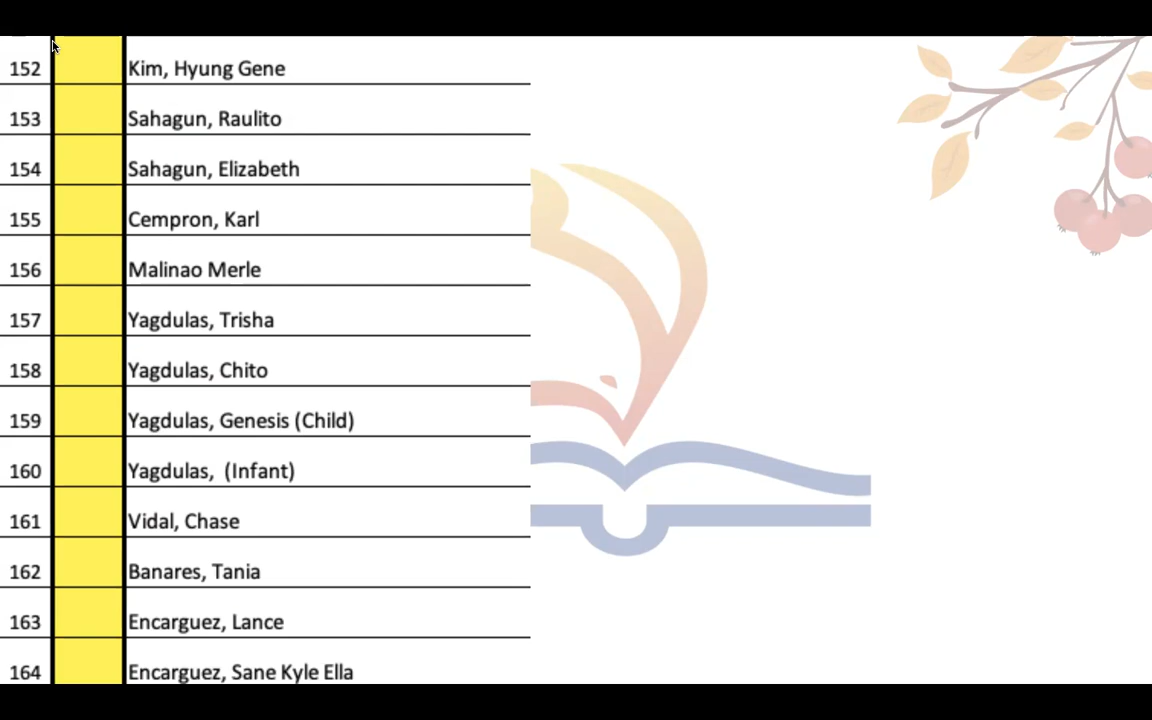 152 Kim, Hyung Gene
153 Sahagun, Raulito
154 Sahagun, Elizabeth
155 Cempron, Karl
156 Malinao Merle
157 Yagdulas, Trisha
158 Yagdulas, Chito
159 Yagdulas, Genesis (Child)
160 Yagdulas, (Infant)
161 Vidal, Chase
162 Banares, Tania
163 Encarguez, Lance
164 Encarguez, Sane Kyle Ella